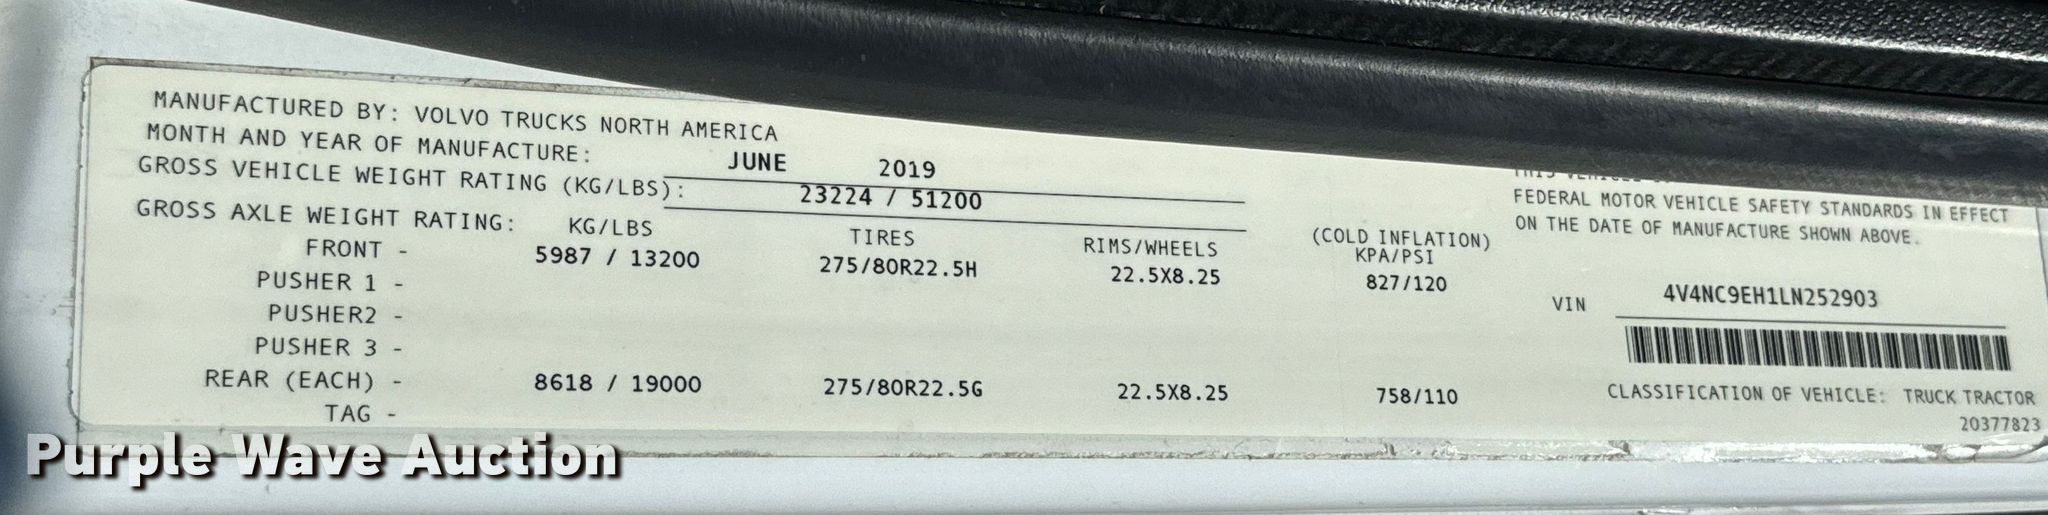 MANUFACTURED BY: VOLVO TRUCKS NORTH AMERICA
MONTH AND YEAR OF MANUFACTURE: JUNE 2019
GROSS VEHICLE WEIGHT RATING (KG/LBS): 23224 / 51200
GROSS AXLE WEIGHT RATING: KG/LBS TIRES RIMS/WHEELS (COLD INFLATION) KPA/PSI
FRONT - 5987 / 13200 275/80R22.5H 22.5X8.25 827/120
PUSHER 1 -
PUSHER2 -
PUSHER 3 -
REAR (EACH) - 8618 / 19000 275/80R22.5G 22.5X8.25 758/110
TAG -
THIS VEHICLE
FEDERAL MOTOR VEHICLE SAFETY STANDARDS IN EFFECT
ON THE DATE OF MANUFACTURE SHOWN ABOVE.
VIN 4V4NC9EH1LN252903
CLASSIFICATION OF VEHICLE: TRUCK TRACTOR
20377823
Purple Wave Auction